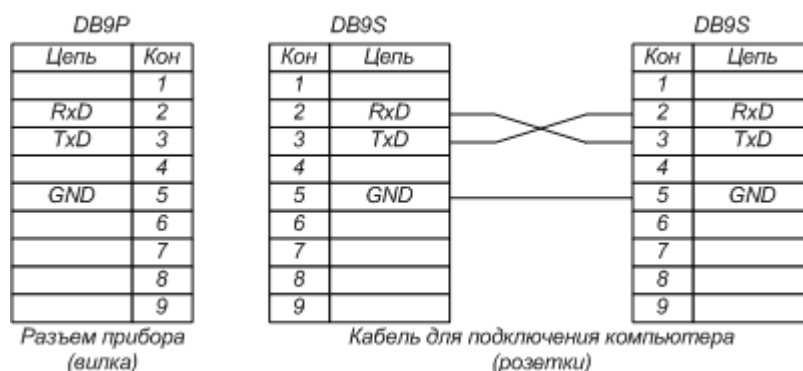 DB9P DB9S DB9S
Цепь Кон Кон Цепь Кон Цепь
1 1 1
RxD 2 2 RxD 2 RxD
TxD 3 3 TxD 3 TxD
4 4 4
GND 5 5 GND 5 GND
6 6 6
7 7 7
8 8 8
9 9 9
Разъем прибора Кабель для подключения компьютера
(вилка) (розетки)